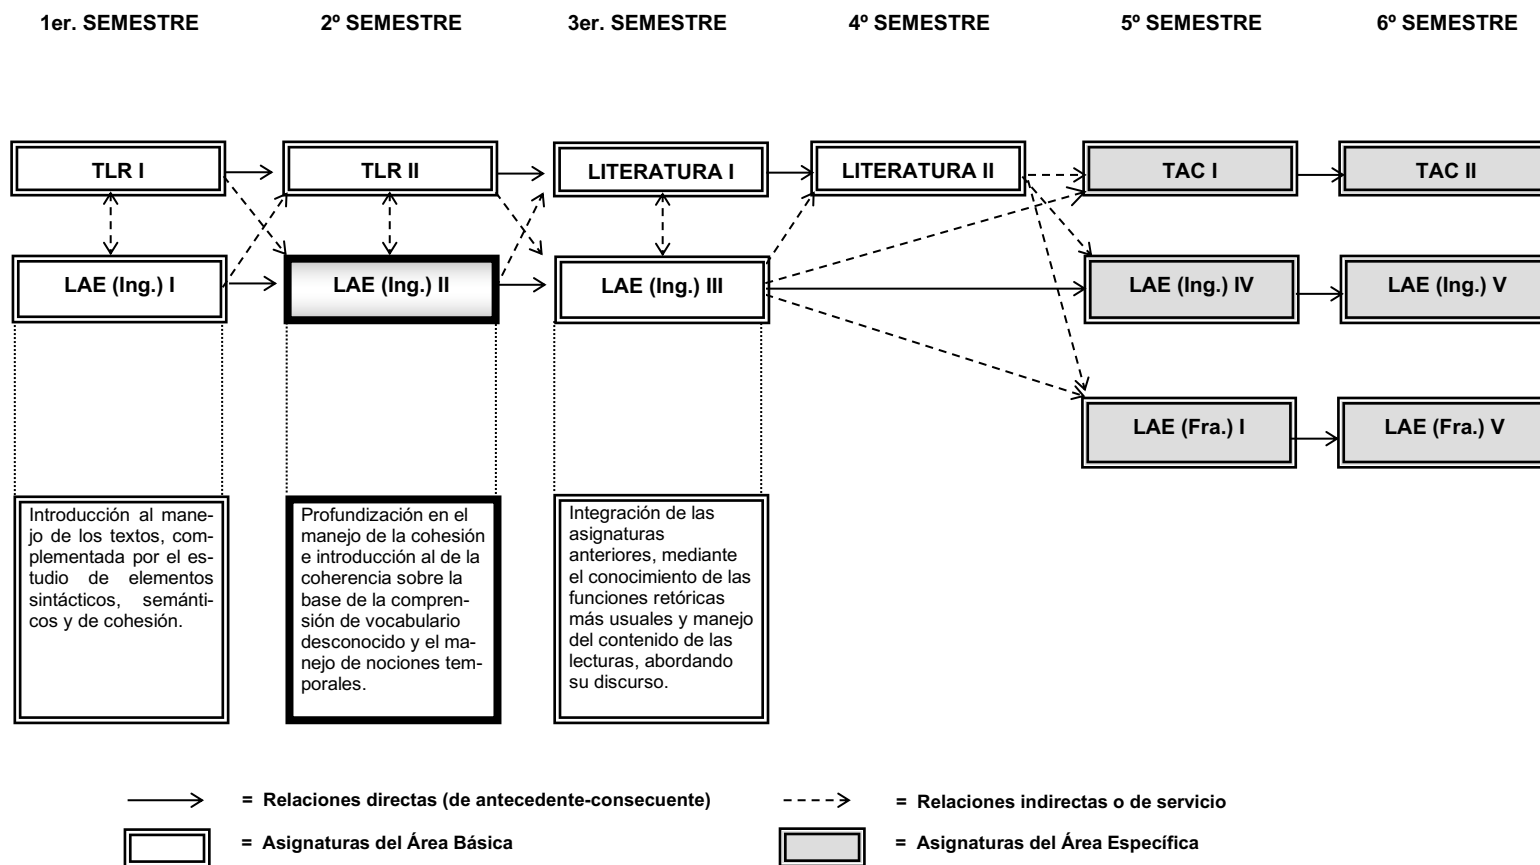 1er. SEMESTRE 2º SEMESTRE 3er. SEMESTRE 4º SEMESTRE 5º SEMESTRE 6º SEMESTRE
TLR I TLR II LITERATURA I LITERATURA II TAC I TAC II
LAE (Ing.) I LAE (Ing.) II LAE (Ing.) III LAE (Ing.) IV LAE (Ing.) V
LAE (Fra.) I LAE (Fra.) V
Introducción al mane-
jo de los textos, com-
plementada por el es-
tudio de elementos
sintácticos, semánti-
cos y de cohesión.
Profundización en el
manejo de la cohesión
e introducción al de la
coherencia sobre la
base de la compren-
sión de vocabulario
desconocido y el ma-
nejo de nociones tem-
porales.
Integración de las
asignaturas
anteriores, mediante
el conocimiento de las
funciones retóricas
más usuales y manejo
del contenido de las
lecturas, abordando
su discurso.
= Relaciones directas (de antecedente-consecuente) = Relaciones indirectas o de servicio
= Asignaturas del Área Básica = Asignaturas del Área Específica